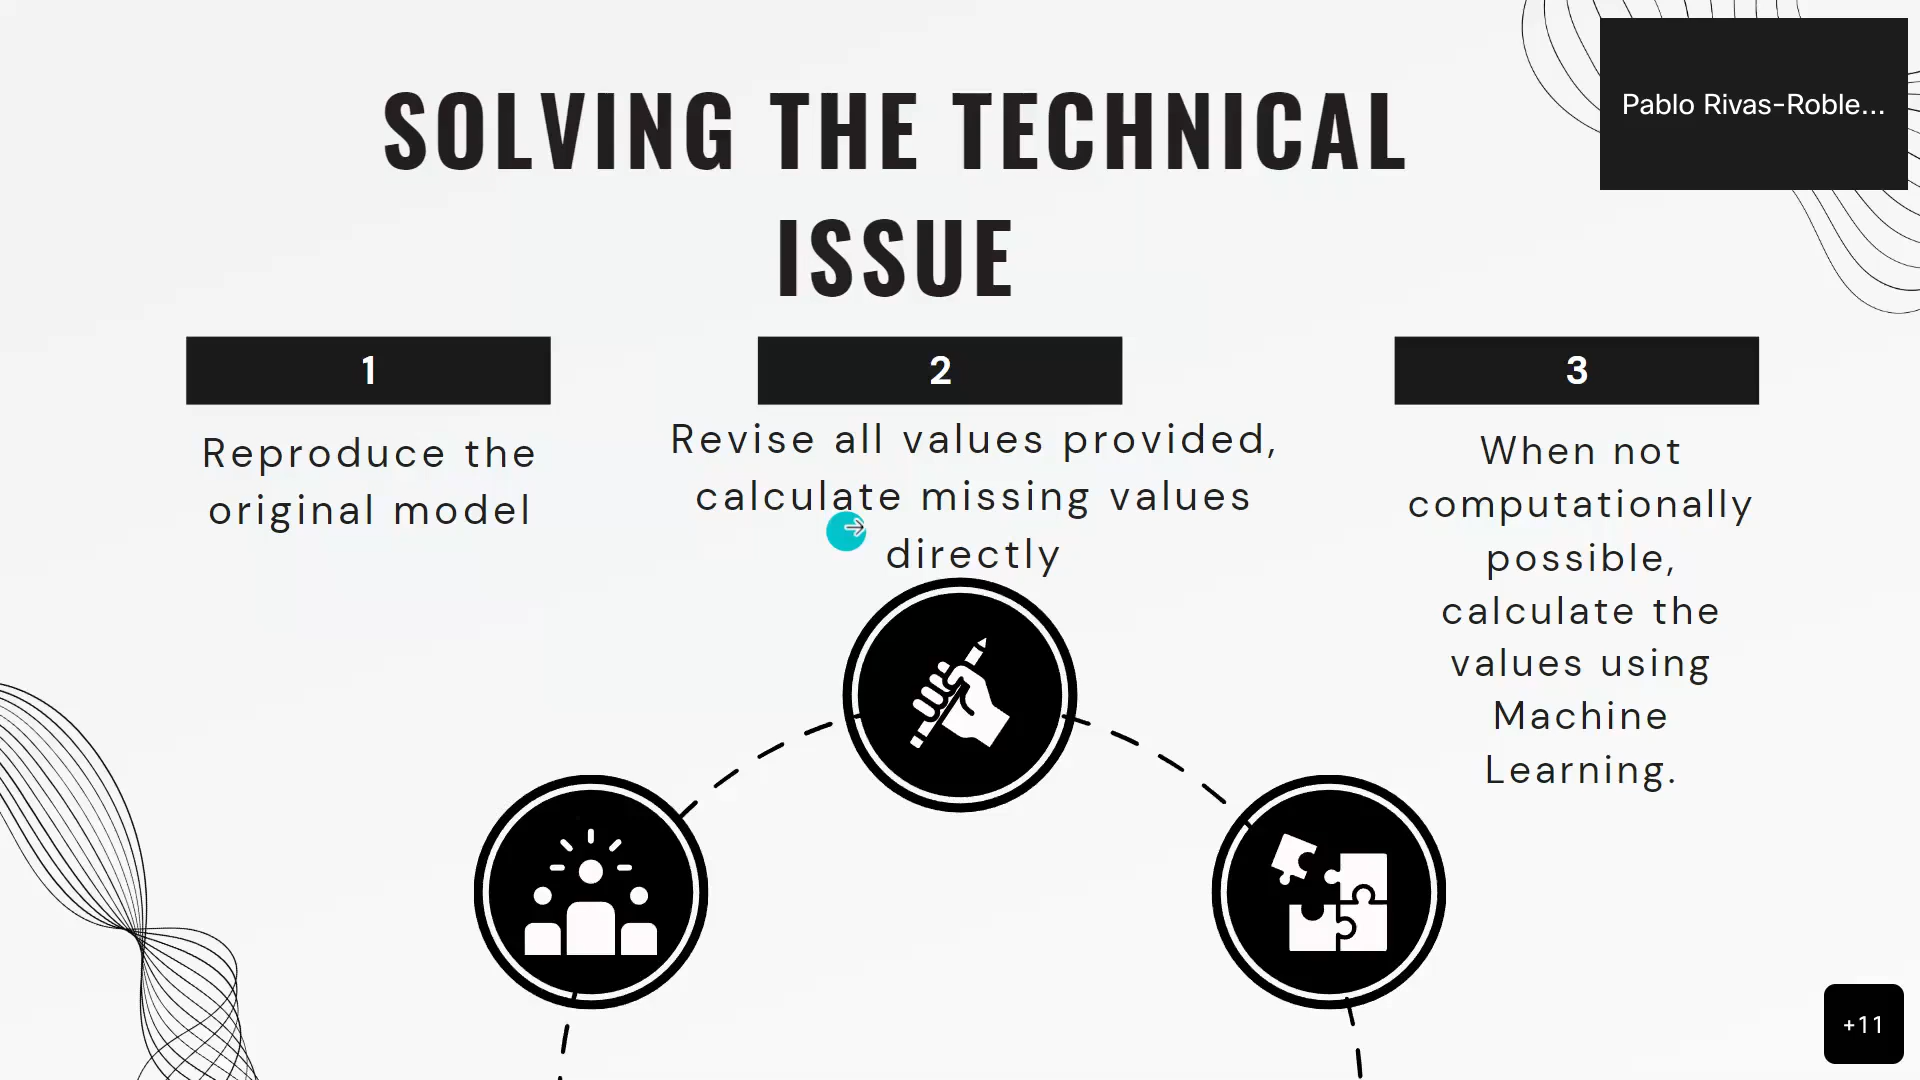 SOLVING THE TECHNICAL
ISSUE
Pablo Rivas-Roble...
1
Reproduce the
original model
2
Revise all values provided,
calculate missing values
directly
3
When not
computationally
possible,
calculate the
values using
Machine
Learning.
+11